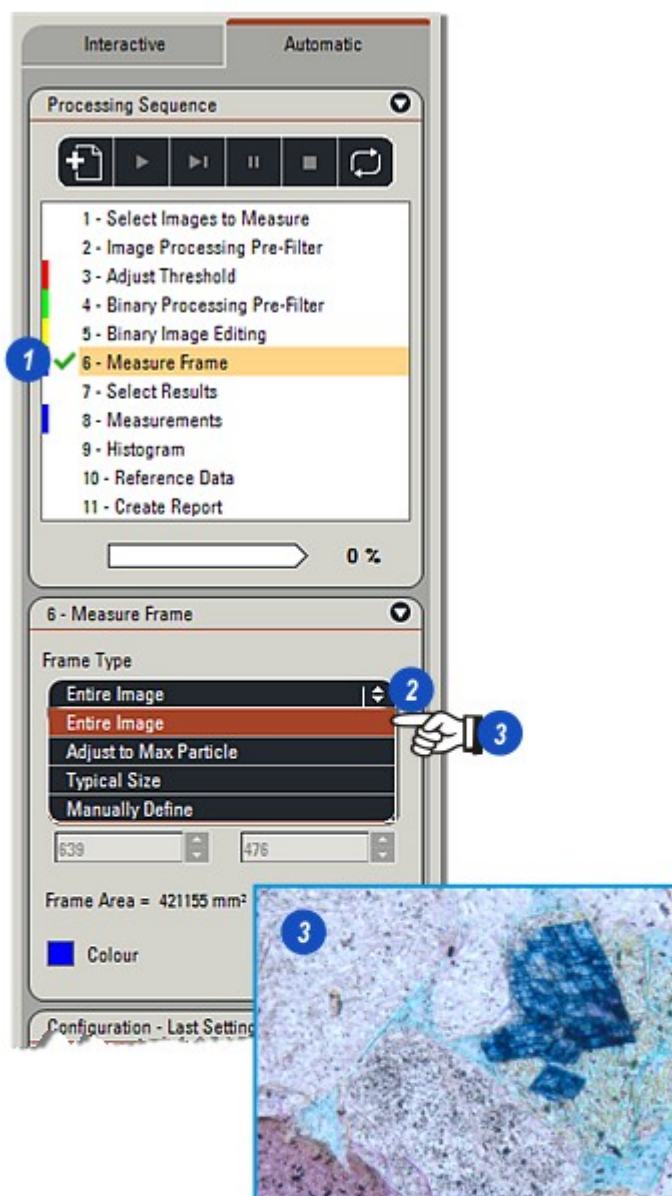 Interactive Automatic
Processing Sequence
1 - Select Images to Measure
2 - Image Processing Pre-Filter
3 - Adjust Threshold
4 - Binary Processing Pre-Filter
5 - Binary Image Editing
1
6 - Measure Frame
7 - Select Results
8 - Measurements
9 - Histogram
10 - Reference Data
11 - Create Report
0 %
6 - Measure Frame
Frame Type
Entire Image
2
Entire Image
3
Adjust to Max Particle
Typical Size
Manually Define
639 476
Frame Area = 421155 mm²
3
Colour
Configuration - Last Setting